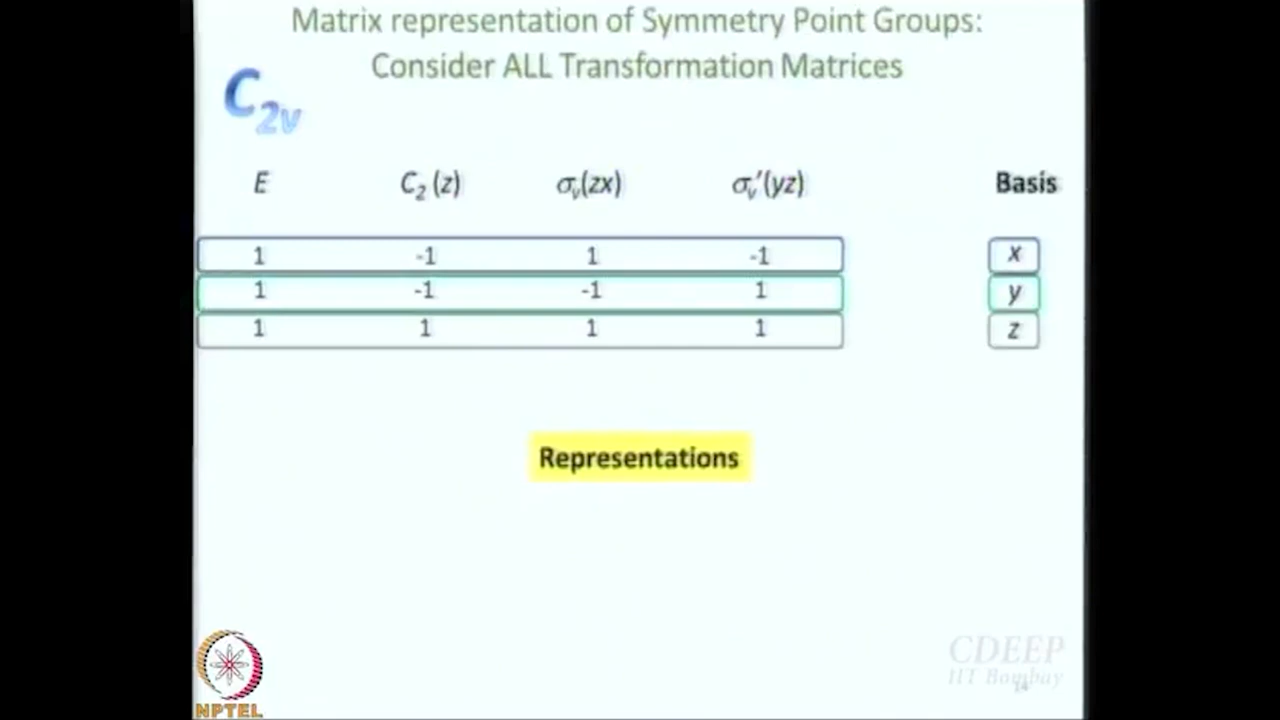 Matrix representation of Symmetry Point Groups:
Consider ALL Transformation Matrices
C2v
E C2 (z) σv(zx) σv′(yz) Basis
1 -1 1 -1 x
1 -1 -1 1 y
1 1 1 1 z
Representations
CDEEP
IIT Bombay
14
NPTEL